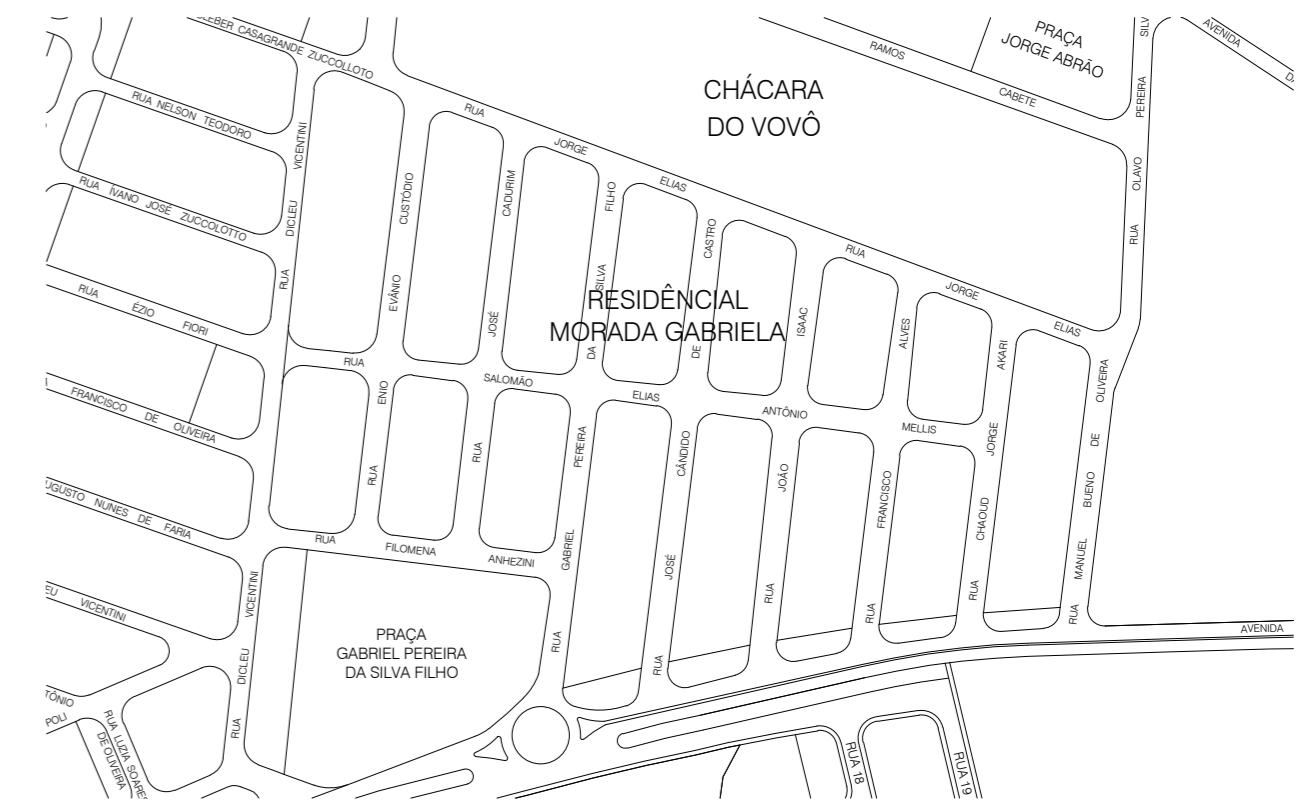 CLEBER CASAGRANDE ZUCCOLLOTO
PRAÇA
JORGE ABRÃO
PEREIRA
AVENIDA
RAMOS CABETE
CHÁCARA
DO VOVÔ
RUA NELSON TEODORO
RUA JORGE ELIAS
RUA JORGE ELIAS
RUA OLAVO
RUA ÍVANO JOSÉ ZUCCOLOTTO
RUA DICLEU VICENTINI
RUA ENIO EVÂNIO CUSTÓDIO
RUA JOSÉ CADURIM
RUA GABRIEL PEREIRA DA SILVA FILHO
RUA JOSÉ CÂNDIDO DE CASTRO
RUA JOÃO ISAAC
RUA FRANCISCO ALVES
RUA CHAOUD JORGE AKARI
RUA MANUEL BUENO DE OLIVEIRA
RESIDÊNCIAL
MORADA GABRIELA
RUA ÉZIO FIORI
RUA SALOMÃO ELIAS
ANTÔNIO MELLIS
FRANCISCO DE OLIVEIRA
NUNES DE FARIA
RUA FILOMENA ANHEZINI
VICENTINI
RUA DICLEU VICENTINI
PRAÇA
GABRIEL PEREIRA
DA SILVA FILHO
AVENIDA
RUA LUZIA SOARES
DE OLIVEIRA
RUA 18
RUA 19